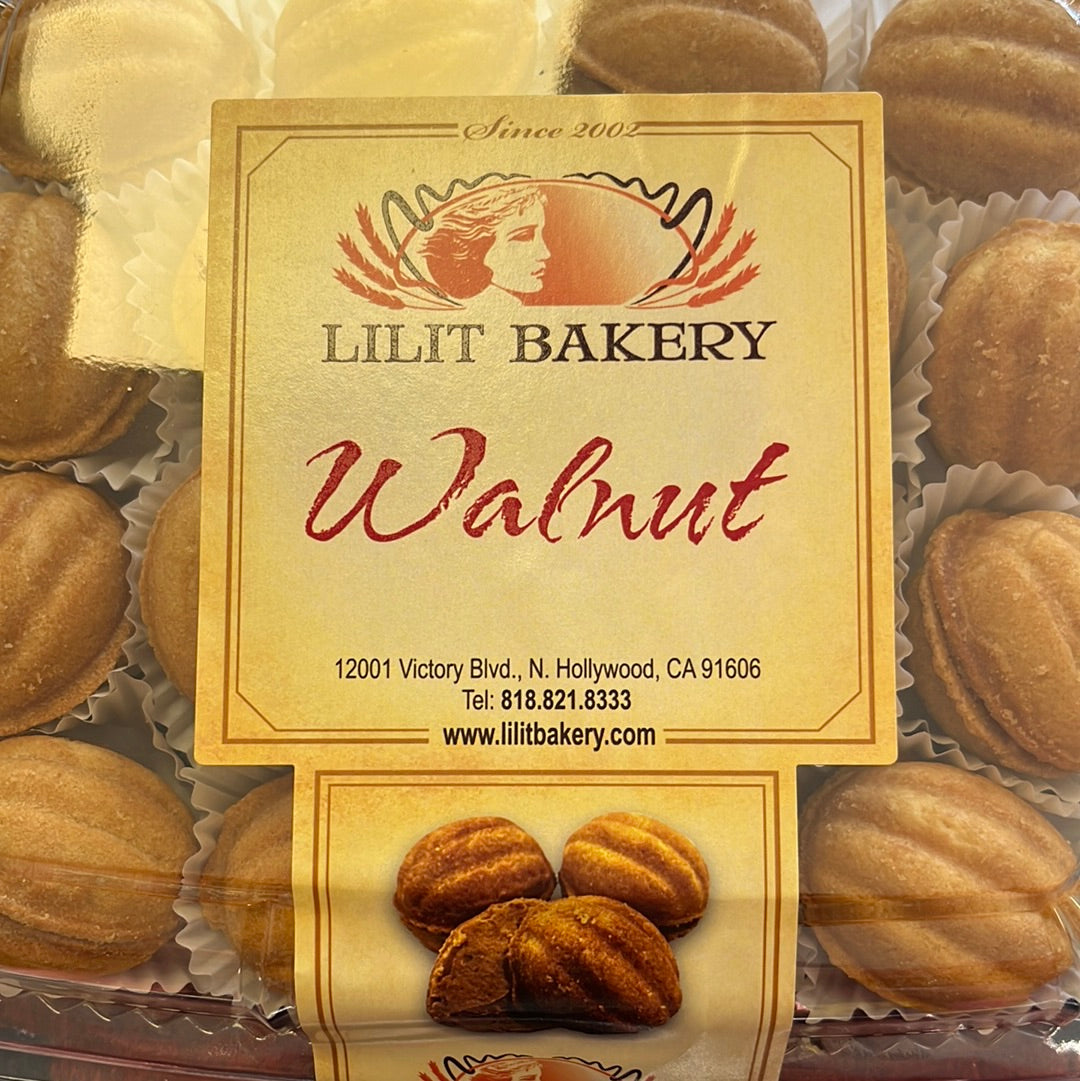 Since 2002
LILIT BAKERY
Walnut
12001 Victory Blvd., N. Hollywood, CA 91606
Tel: 818.821.8333
www.lilitbakery.com